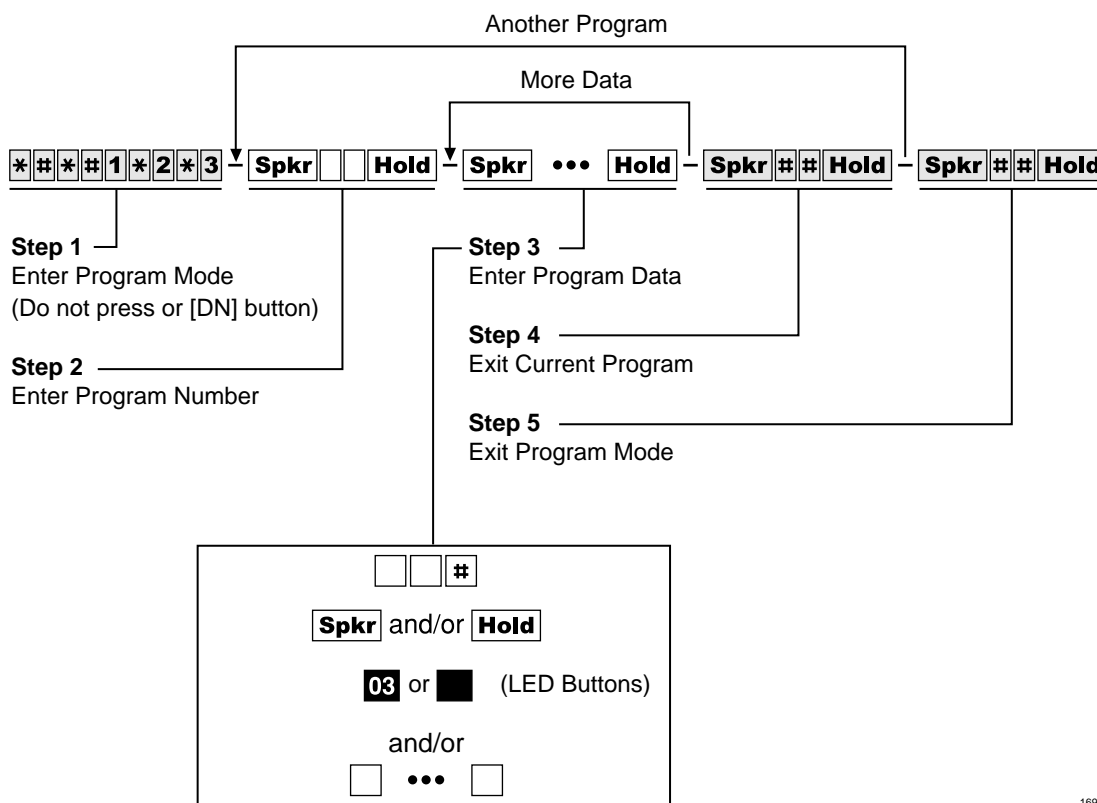 Another Program
More Data
*#*#1*2*3 – Spkr Hold – Spkr ••• Hold – Spkr ## Hold – Spkr ## Hold
Step 1
Enter Program Mode
(Do not press or [DN] button)
Step 2
Enter Program Number
Step 3
Enter Program Data
Step 4
Exit Current Program
Step 5
Exit Program Mode
#
Spkr and/or Hold
03 or (LED Buttons)
and/or
•••
169